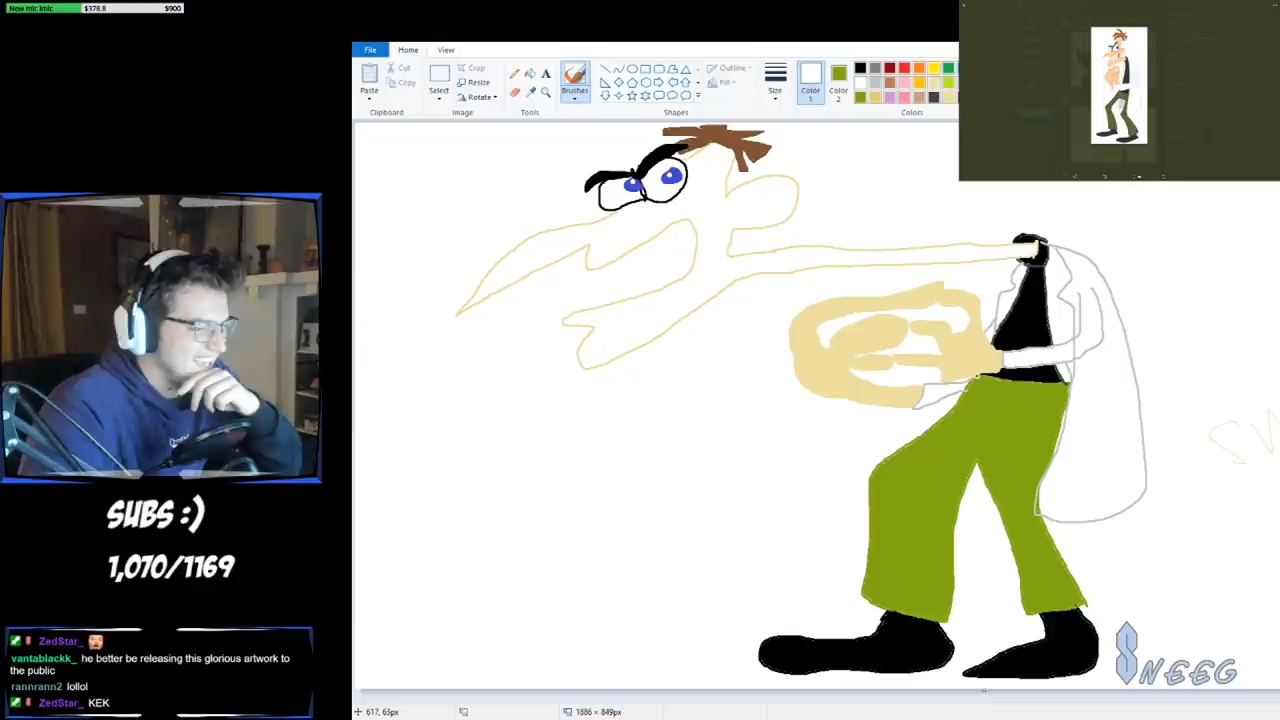 New mic lmic $378.8 $900
File Home View
Cut
Copy
Paste
Crop
Resize
Rotate
Select
Brushes
Outline
Fill
Size
Color 1
Color 2
Clipboard Image Tools Shapes Colors
SUBS :)
1,070/1169
ZedStar_
vantablackk_ he better be releasing this glorious artwork to
the public
rannrann2 lollol
ZedStar_ KEK
SNEEG
617, 63px 1886 × 849px